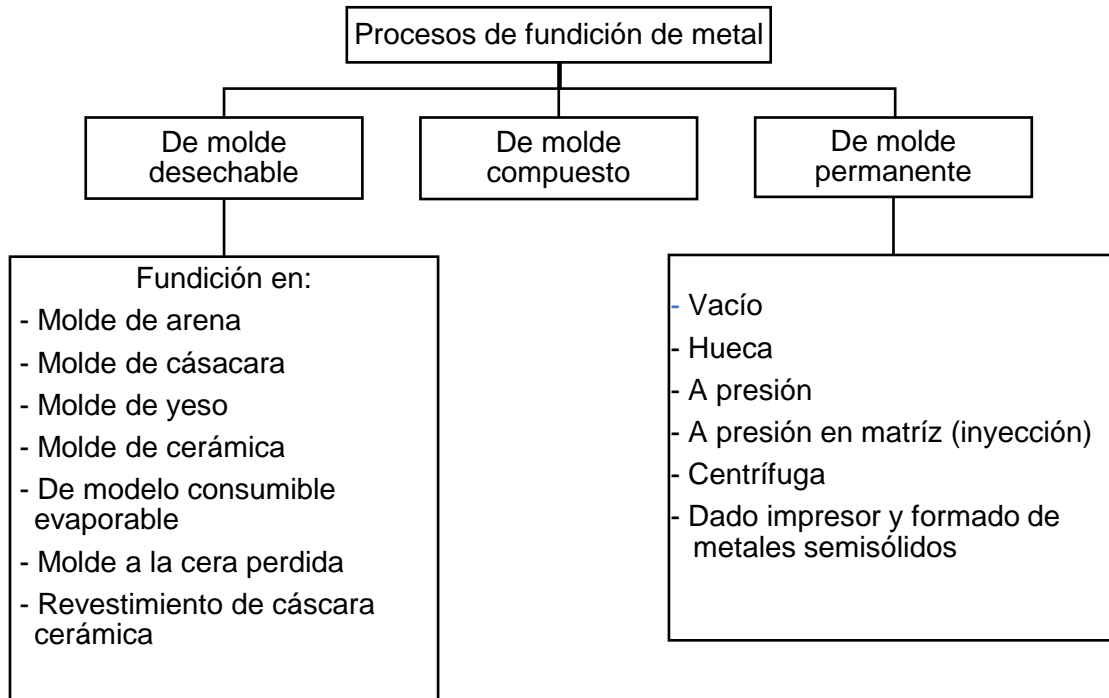 Procesos de fundición de metal
De molde
desechable
De molde
compuesto
De molde
permanente
Fundición en:
- Molde de arena
- Molde de cásacara
- Molde de yeso
- Molde de cerámica
- De modelo consumible
evaporable
- Molde a la cera perdida
- Revestimiento de cáscara
cerámica
- Vacío
- Hueca
- A presión
- A presión en matríz (inyección)
- Centrífuga
- Dado impresor y formado de
metales semisólidos